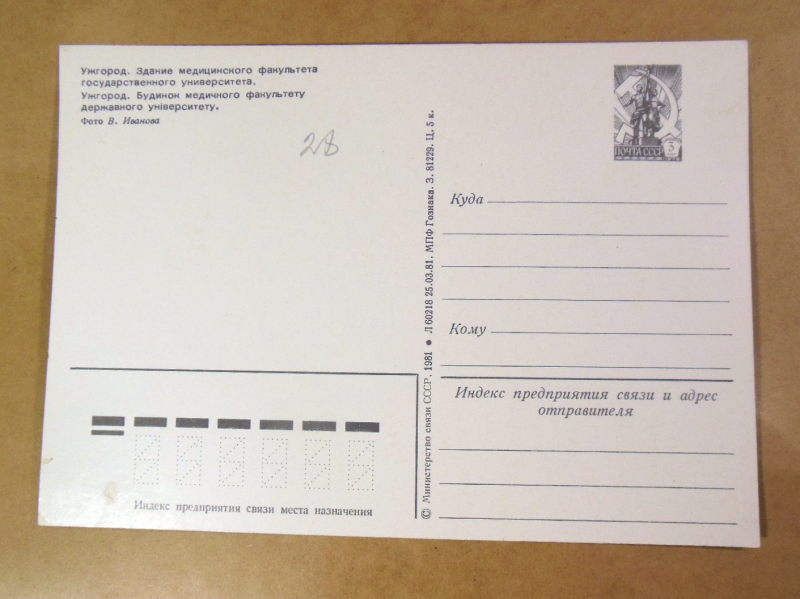 Ужгород. Здание медицинского факультета
государственного университета.
Ужгород. Будинок медичного факультету
державного університету.
Фото В. Иванова
28
© Министерство связи СССР, 1981 • Л 60218 25.03.81. МПФ Гознака. З. 81229. Ц. 5 к.
ПОЧТА СССР 3
Куда
Кому
Индекс предприятия связи и адрес
отправителя
Индекс предприятия связи места назначения